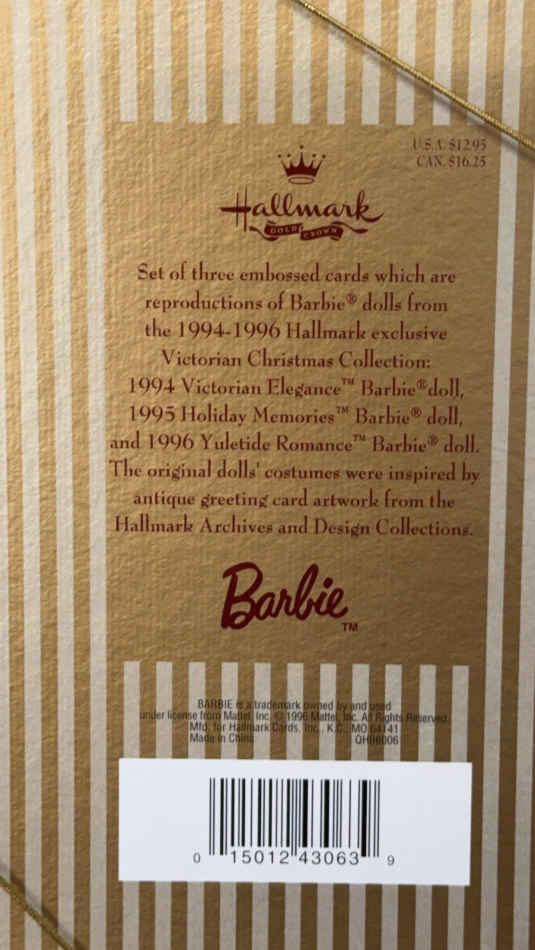 U.S.A. $12.95
CAN. $16.25
Hallmark
GOLD CROWN
Set of three embossed cards which are
reproductions of Barbie® dolls from
the 1994-1996 Hallmark exclusive
Victorian Christmas Collection:
1994 Victorian Elegance™ Barbie®doll,
1995 Holiday Memories™ Barbie® doll,
and 1996 Yuletide Romance™ Barbie® doll.
The original dolls' costumes were inspired by
antique greeting card artwork from the
Hallmark Archives and Design Collections.
Barbie™
BARBIE is a trademark owned by and used
under license from Mattel, Inc. © 1996 Mattel, Inc. All Rights Reserved.
Mfd. for Hallmark Cards, Inc., K.C., MO 64141
Made in China
0 15012 43063 9